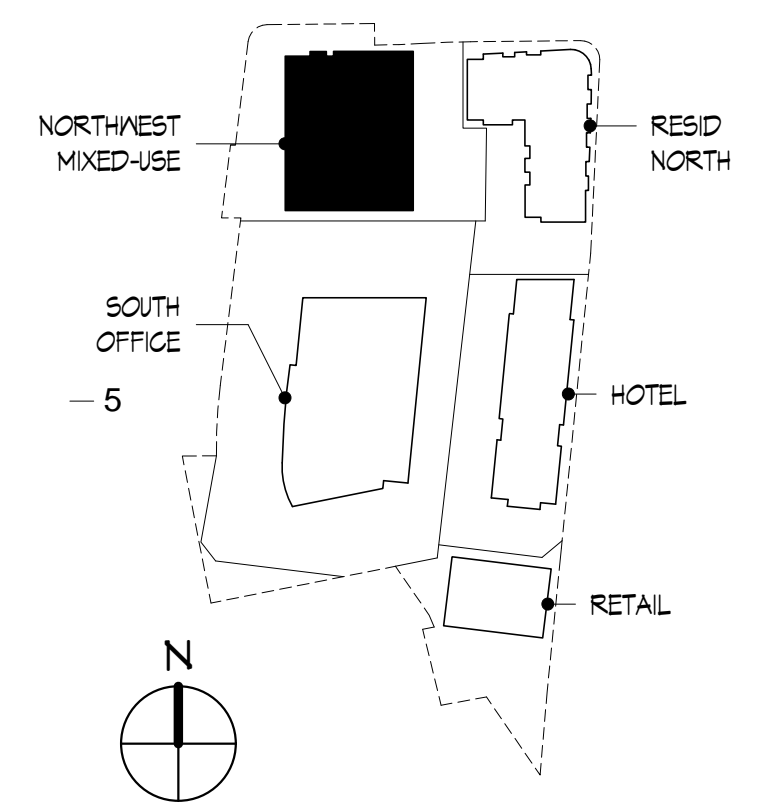 NORTHWEST
MIXED-USE
RESID
NORTH
SOUTH
OFFICE
— 5
HOTEL
RETAIL
N